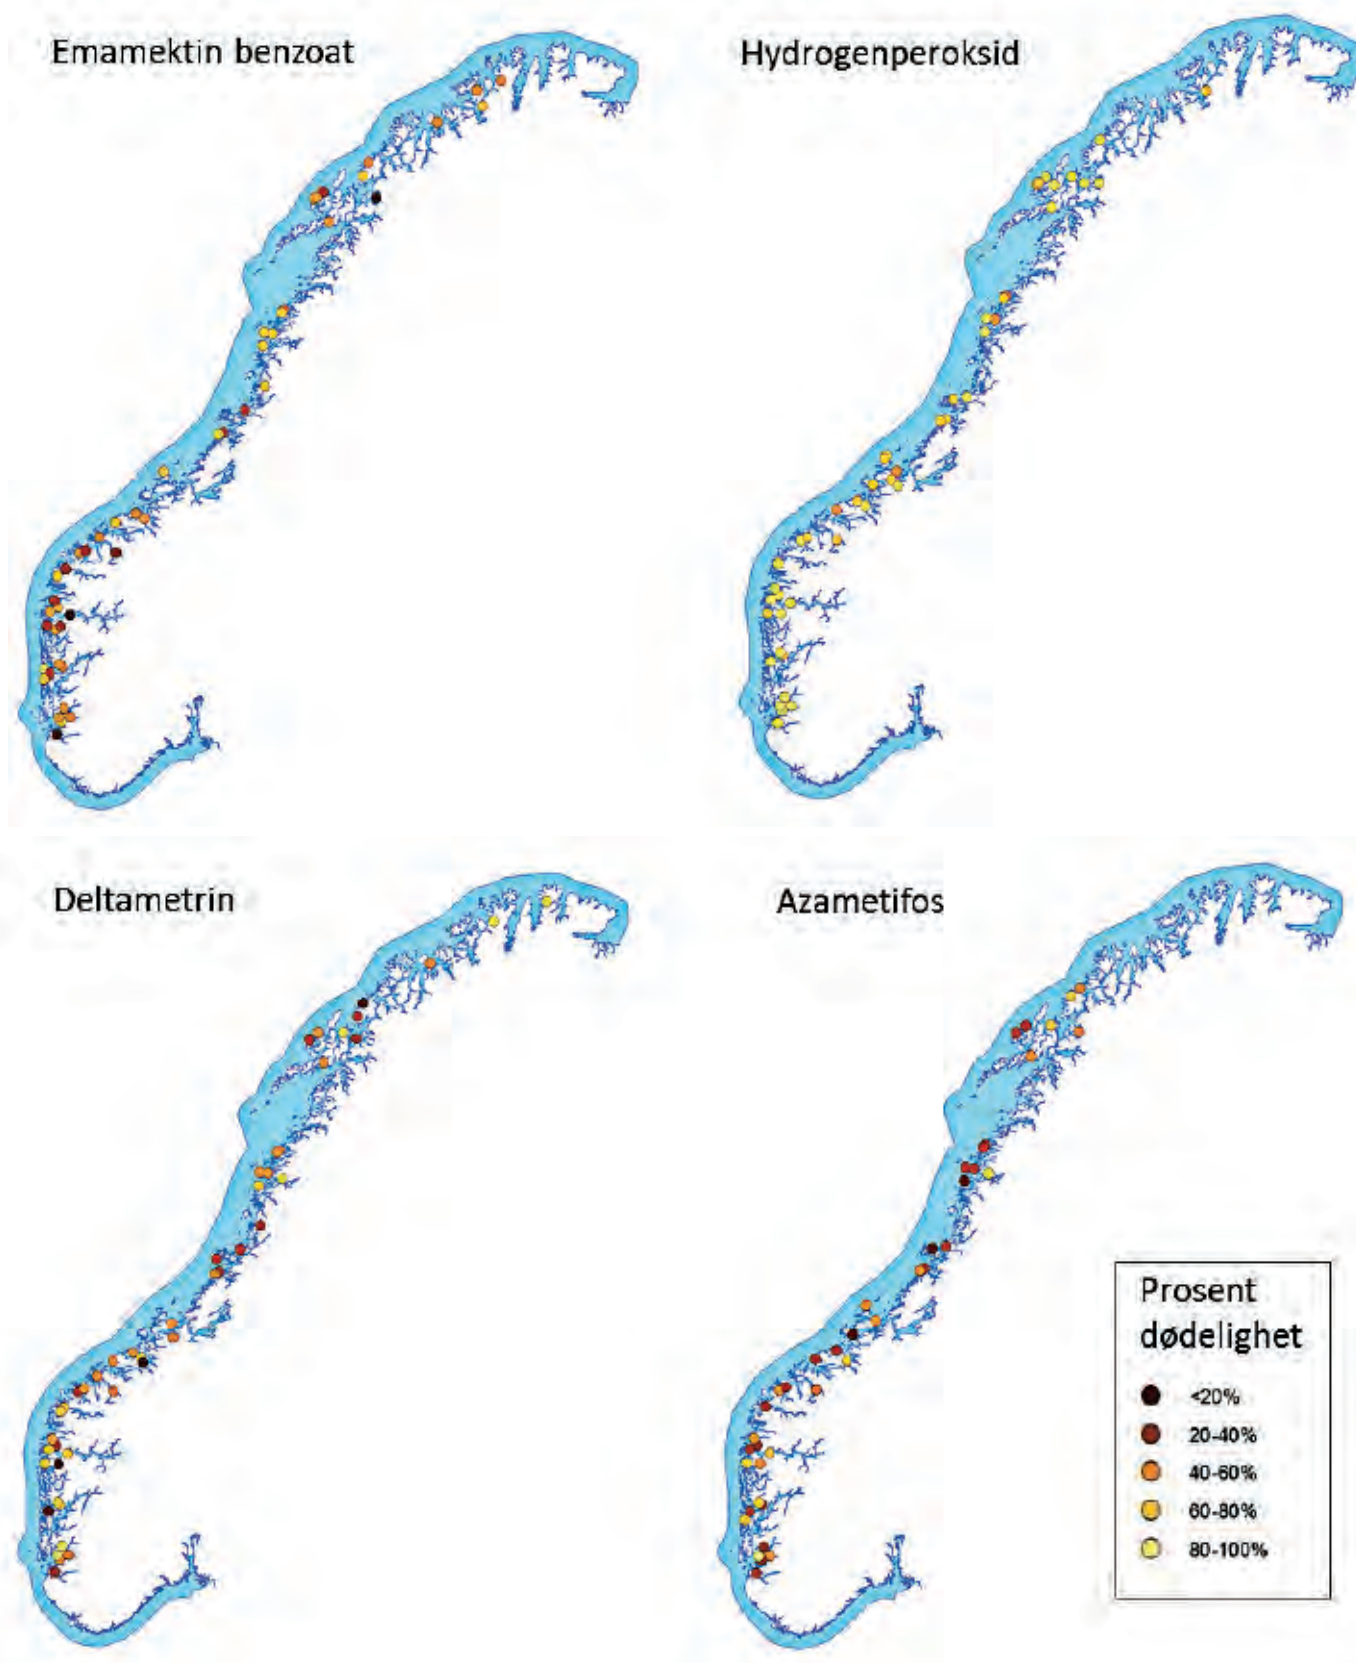 Emamektin benzoat
Hydrogenperoksid
Deltametrin
Azametifos
Prosent
dødelighet
<20%
20-40%
40-60%
60-80%
80-100%